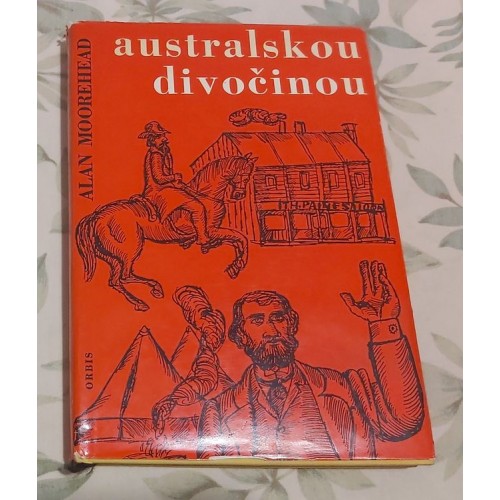 australskou
divočinou
ALAN MOOREHEAD
ORBIS